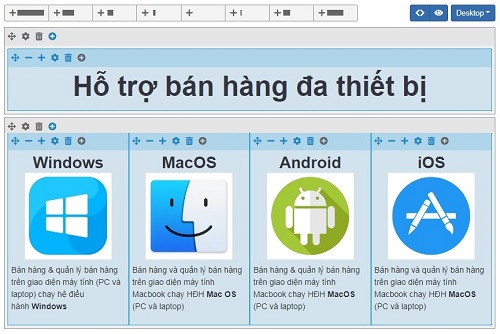 Desktop
Hỗ trợ bán hàng đa thiết bị
Windows
Bán hàng & quản lý bán hàng
trên giao diện máy tính (PC và
laptop) chạy hệ điều
hành Windows
MacOS
Bán hàng và quản lý bán hàng
trên giao diện máy tính
Macbook chạy HĐH Mac OS
(PC và laptop)
Android
Bán hàng và quản lý bán hàng
trên giao diện máy tính
Macbook chạy HĐH Mac OS
(PC và laptop)
iOS
Bán hàng và quản lý bán hàng
trên giao diện máy tính
Macbook chạy HĐH Mac OS
(PC và laptop)